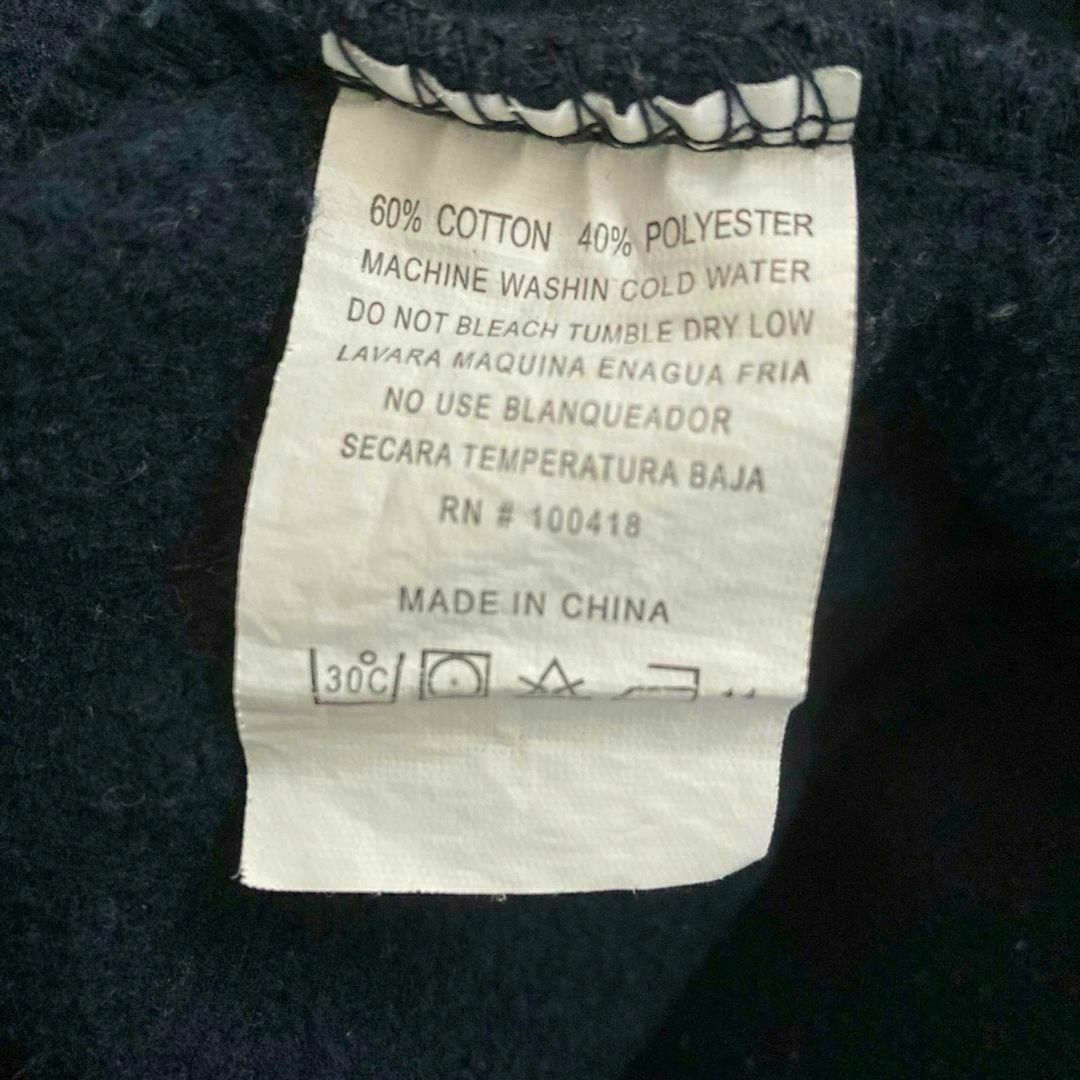 60% COTTON 40% POLYESTER
MACHINE WASHIN COLD WATER
DO NOT BLEACH TUMBLE DRY LOW
LAVARA MAQUINA ENAGUA FRIA
NO USE BLANQUEADOR
SECARA TEMPERATURA BAJA
RN # 100418
MADE IN CHINA
30°C